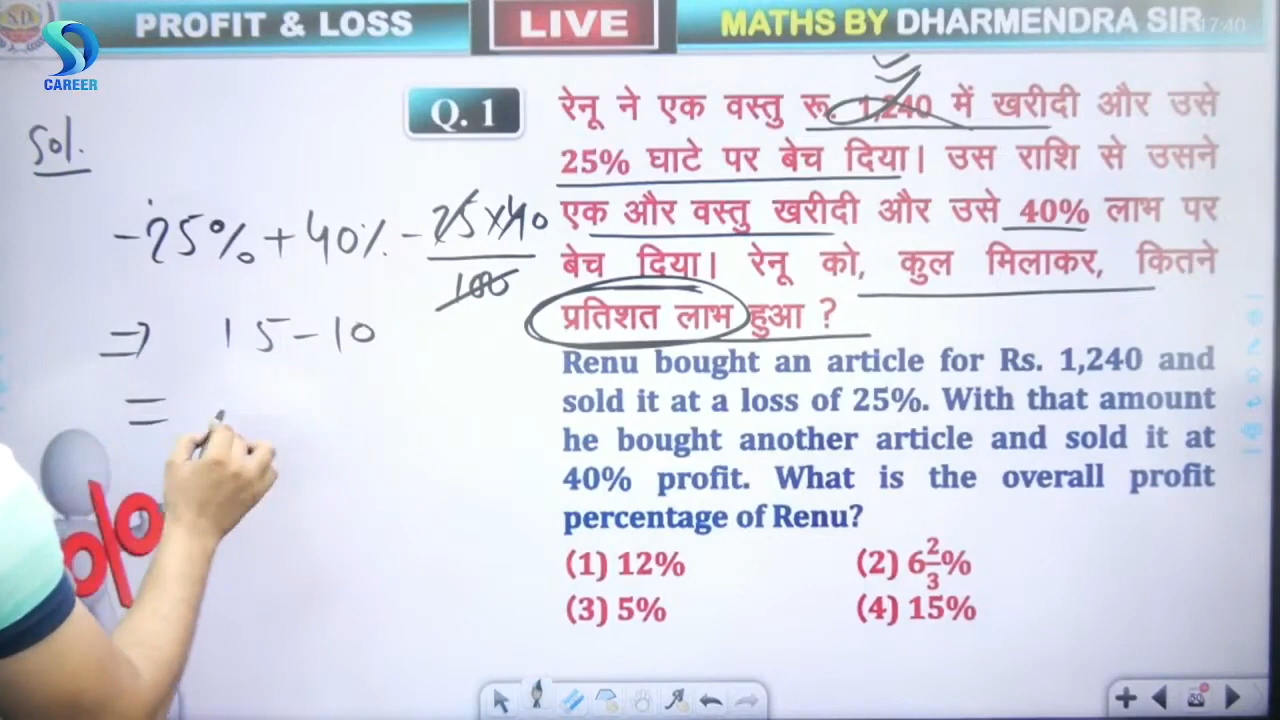 PROFIT & LOSS
LIVE
MATHS BY DHARMENDRA SIR
17:40
CAREER
Sol.
-25% + 40% - 25×40
100
⇒ 15-10
=
Q. 1
रेनू ने एक वस्तु रू. 1,240 में खरीदी और उसे
25% घाटे पर बेच दिया। उस राशि से उसने
एक और वस्तु खरीदी और उसे 40% लाभ पर
बेच दिया। रेनू को, कुल मिलाकर, कितने
प्रतिशत लाभ हुआ ?
Renu bought an article for Rs. 1,240 and
sold it at a loss of 25%. With that amount
he bought another article and sold it at
40% profit. What is the overall profit
percentage of Renu?
(1) 12% (2) 6 2/3%
(3) 5% (4) 15%